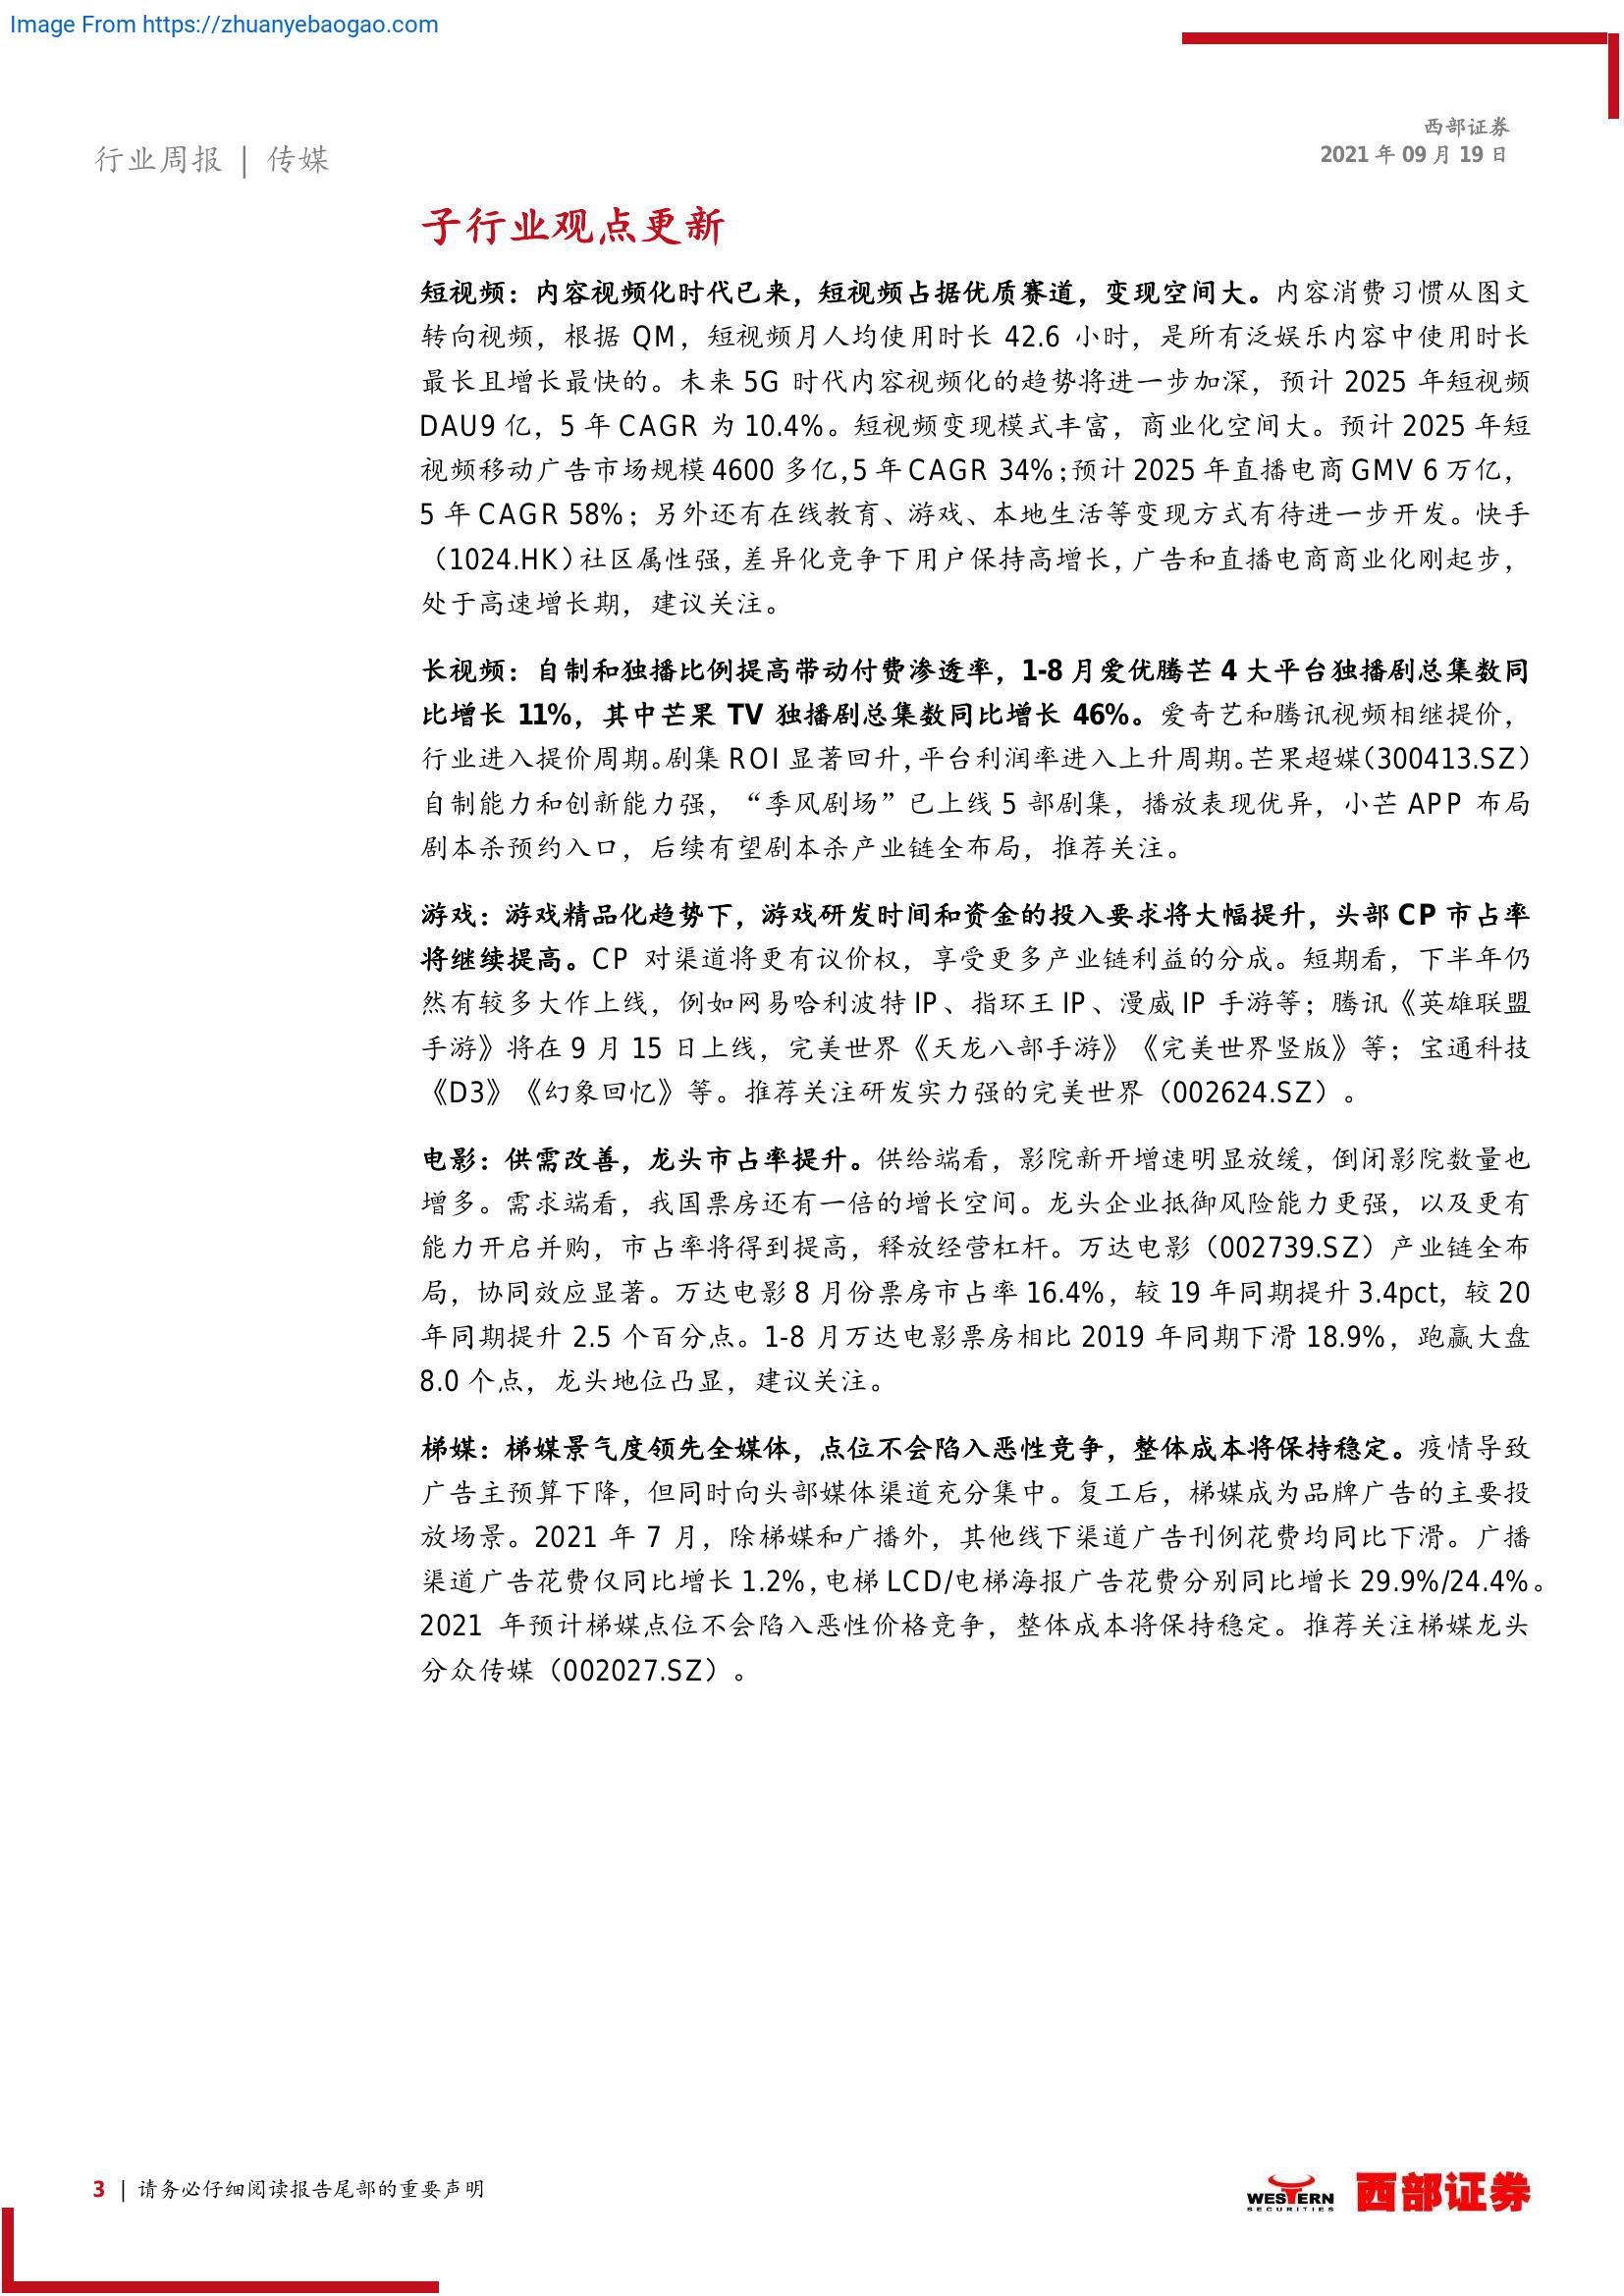 Image From https://zhuanyebaogao.com
西部证券
2021 年 09 月 19 日
行业周报 | 传媒
子行业观点更新
短视频：内容视频化时代已来，短视频占据优质赛道，变现空间大。内容消费习惯从图文
转向视频，根据 QM，短视频月人均使用时长 42.6 小时，是所有泛娱乐内容中使用时长
最长且增长最快的。未来 5G 时代内容视频化的趋势将进一步加深，预计 2025 年短视频
DAU9 亿，5 年 CAGR 为 10.4%。短视频变现模式丰富，商业化空间大。预计 2025 年短
视频移动广告市场规模 4600 多亿，5 年 CAGR 34%；预计 2025 年直播电商 GMV 6 万亿，
5 年 CAGR 58%；另外还有在线教育、游戏、本地生活等变现方式有待进一步开发。快手
（1024.HK）社区属性强，差异化竞争下用户保持高增长，广告和直播电商商业化刚起步，
处于高速增长期，建议关注。
长视频：自制和独播比例提高带动付费渗透率，1-8 月爱优腾芒 4 大平台独播剧总集数同
比增长 11%，其中芒果 TV 独播剧总集数同比增长 46%。爱奇艺和腾讯视频相继提价，
行业进入提价周期。剧集 ROI 显著回升，平台利润率进入上升周期。芒果超媒（300413.SZ）
自制能力和创新能力强，“季风剧场”已上线 5 部剧集，播放表现优异，小芒 APP 布局
剧本杀预约入口，后续有望剧本杀产业链全布局，推荐关注。
游戏：游戏精品化趋势下，游戏研发时间和资金的投入要求将大幅提升，头部 CP 市占率
将继续提高。CP 对渠道将更有议价权，享受更多产业链利益的分成。短期看，下半年仍
然有较多大作上线，例如网易哈利波特 IP、指环王 IP、漫威 IP 手游等；腾讯《英雄联盟
手游》将在 9 月 15 日上线，完美世界《天龙八部手游》《完美世界竖版》等；宝通科技
《D3》《幻象回忆》等。推荐关注研发实力强的完美世界（002624.SZ）。
电影：供需改善，龙头市占率提升。供给端看，影院新开增速明显放缓，倒闭影院数量也
增多。需求端看，我国票房还有一倍的增长空间。龙头企业抵御风险能力更强，以及更有
能力开启并购，市占率将得到提高，释放经营杠杆。万达电影（002739.SZ）产业链全布
局，协同效应显著。万达电影 8 月份票房市占率 16.4%，较 19 年同期提升 3.4pct，较 20
年同期提升 2.5 个百分点。1-8 月万达电影票房相比 2019 年同期下滑 18.9%，跑赢大盘
8.0 个点，龙头地位凸显，建议关注。
梯媒：梯媒景气度领先全媒体，点位不会陷入恶性竞争，整体成本将保持稳定。疫情导致
广告主预算下降，但同时向头部媒体渠道充分集中。复工后，梯媒成为品牌广告的主要投
放场景。2021 年 7 月，除梯媒和广播外，其他线下渠道广告刊例花费均同比下滑。广播
渠道广告花费仅同比增长 1.2%，电梯 LCD/电梯海报广告花费分别同比增长 29.9%/24.4%。
2021 年预计梯媒点位不会陷入恶性价格竞争，整体成本将保持稳定。推荐关注梯媒龙头
分众传媒（002027.SZ）。
3 | 请务必仔细阅读报告尾部的重要声明
WESTERN
SECURITIES
西部证券